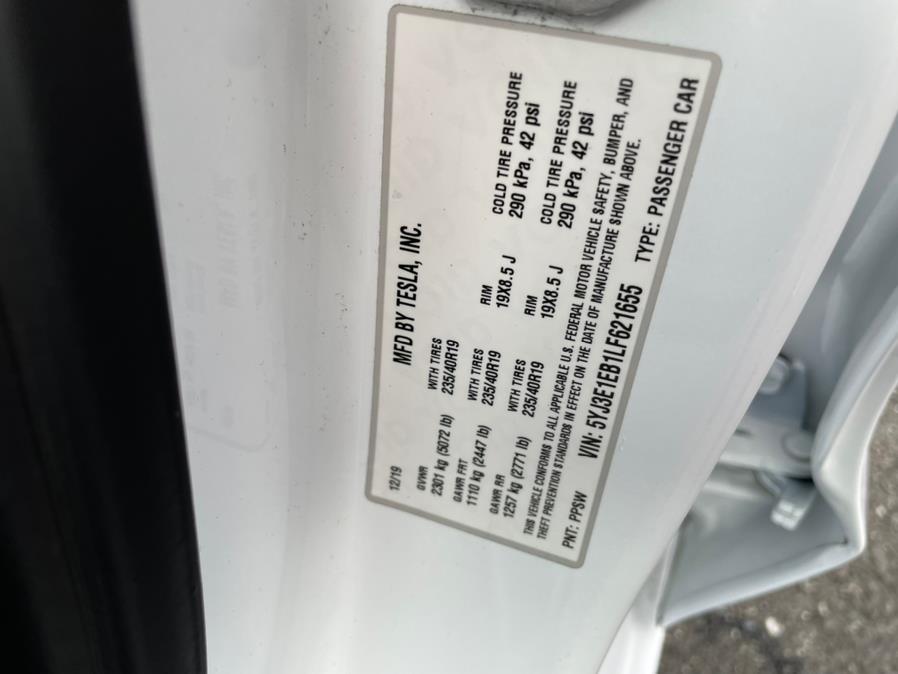 MFD BY TESLA, INC.
12/19
GVWR
2301 kg (5072 lb)
WITH TIRES
235/40R19
GAWR FRT
1110 kg (2447 lb)
WITH TIRES
235/40R19
RIM
19X8.5 J
COLD TIRE PRESSURE
290 kPa, 42 psi
GAWR RR
1257 kg (2771 lb)
WITH TIRES
235/40R19
RIM
19X8.5 J
COLD TIRE PRESSURE
290 kPa, 42 psi
THIS VEHICLE CONFORMS TO ALL APPLICABLE U.S. FEDERAL MOTOR VEHICLE SAFETY, BUMPER, AND
THEFT PREVENTION STANDARDS IN EFFECT ON THE DATE OF MANUFACTURE SHOWN ABOVE.
PNT: PPSW VIN: 5YJ3E1EB1LF621655 TYPE: PASSENGER CAR